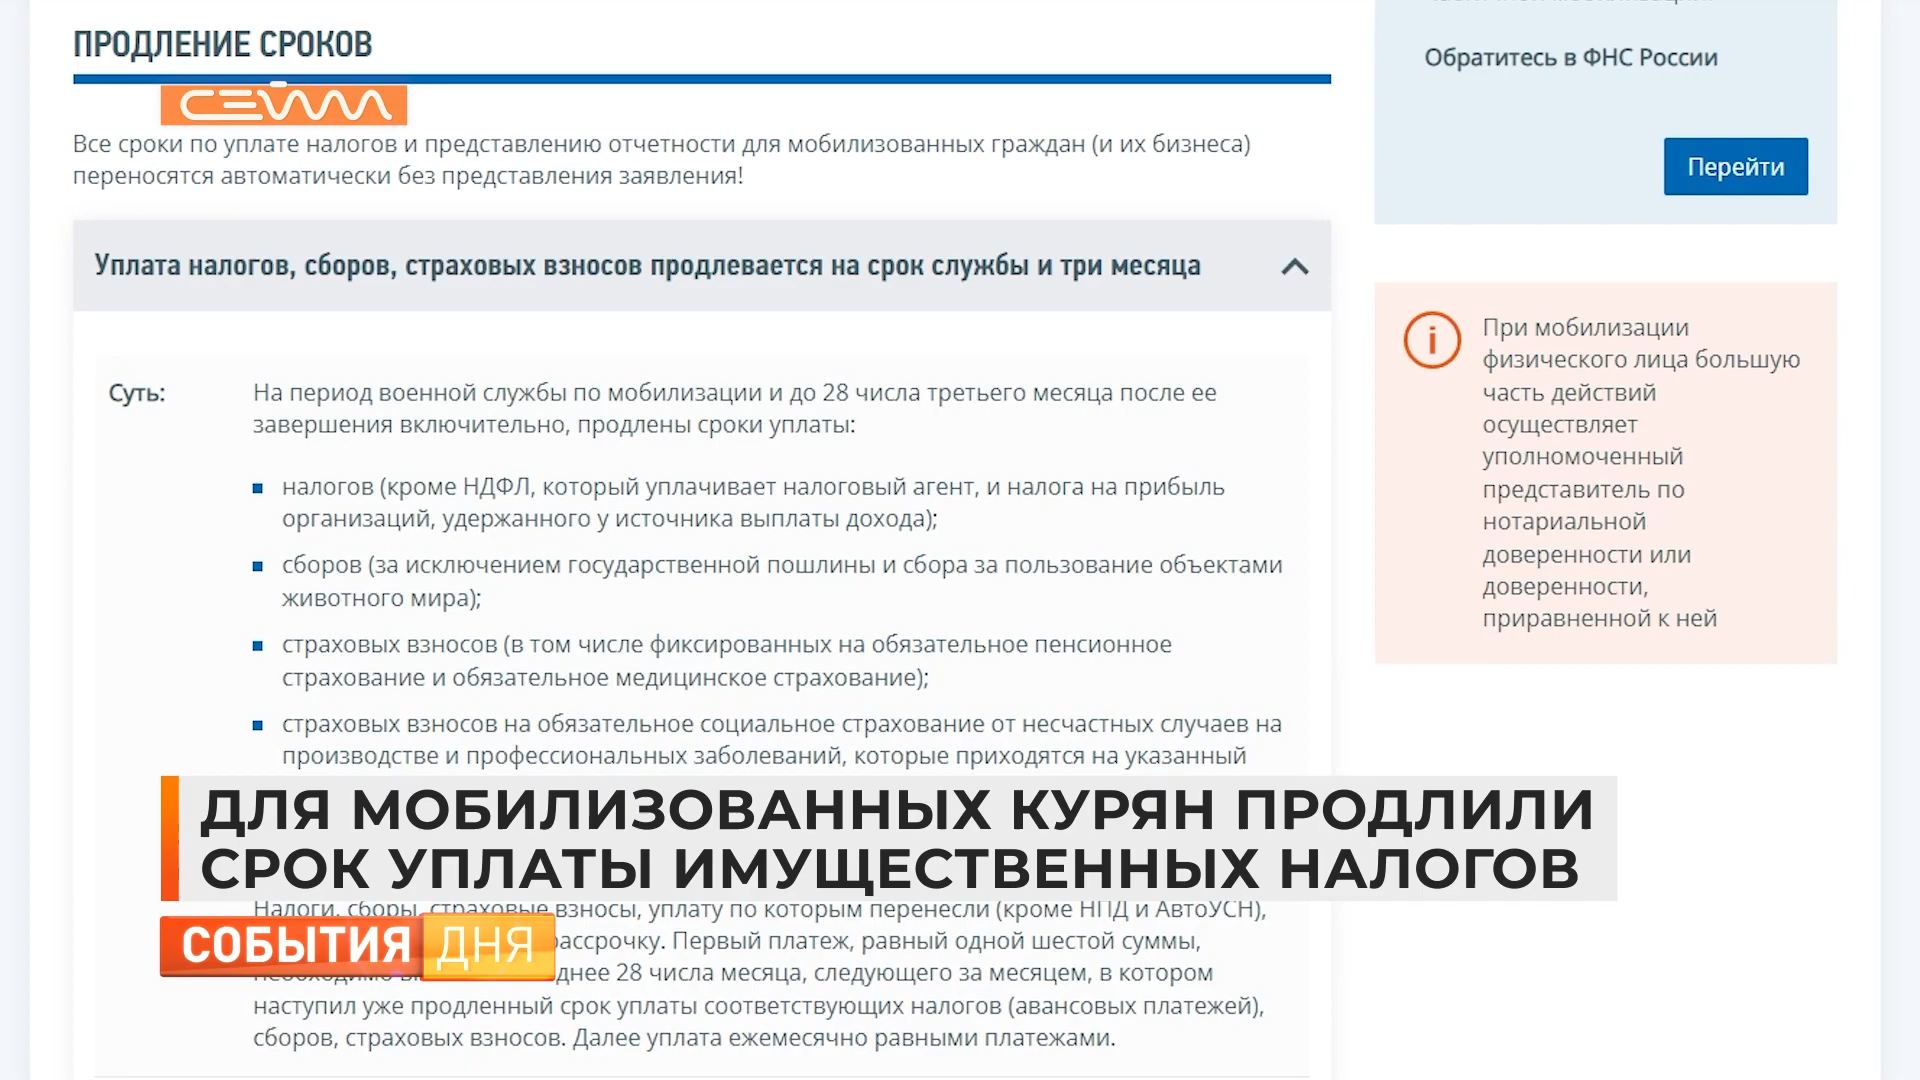 ПРОДЛЕНИЕ СРОКОВ
СЕЙМ
Все сроки по уплате налогов и представлению отчетности для мобилизованных граждан (и их бизнеса)
переносятся автоматически без представления заявления!
Уплата налогов, сборов, страховых взносов продлевается на срок службы и три месяца
Суть:
На период военной службы по мобилизации и до 28 числа третьего месяца после ее
завершения включительно, продлены сроки уплаты:
налогов (кроме НДФЛ, который уплачивает налоговый агент, и налога на прибыль
организаций, удержанного у источника выплаты дохода);
сборов (за исключением государственной пошлины и сбора за пользование объектами
животного мира);
страховых взносов (в том числе фиксированных на обязательное пенсионное
страхование и обязательное медицинское страхование);
страховых взносов на обязательное социальное страхование от несчастных случаев на
производстве и профессиональных заболеваний, которые приходятся на указанный
ДЛЯ МОБИЛИЗОВАННЫХ КУРЯН ПРОДЛИЛИ
СРОК УПЛАТЫ ИМУЩЕСТВЕННЫХ НАЛОГОВ
Налоги, сборы, страховые взносы, уплату по которым перенесли (кроме НПД и АвтоУСН),
СОБЫТИЯ ДНЯ
рассрочку. Первый платеж, равный одной шестой суммы,
днее 28 числа месяца, следующего за месяцем, в котором
наступил уже продленный срок уплаты соответствующих налогов (авансовых платежей),
сборов, страховых взносов. Далее уплата ежемесячно равными платежами.
Обратитесь в ФНС России
Перейти
При мобилизации
физического лица большую
часть действий
осуществляет
уполномоченный
представитель по
нотариальной
доверенности или
доверенности,
приравненной к ней